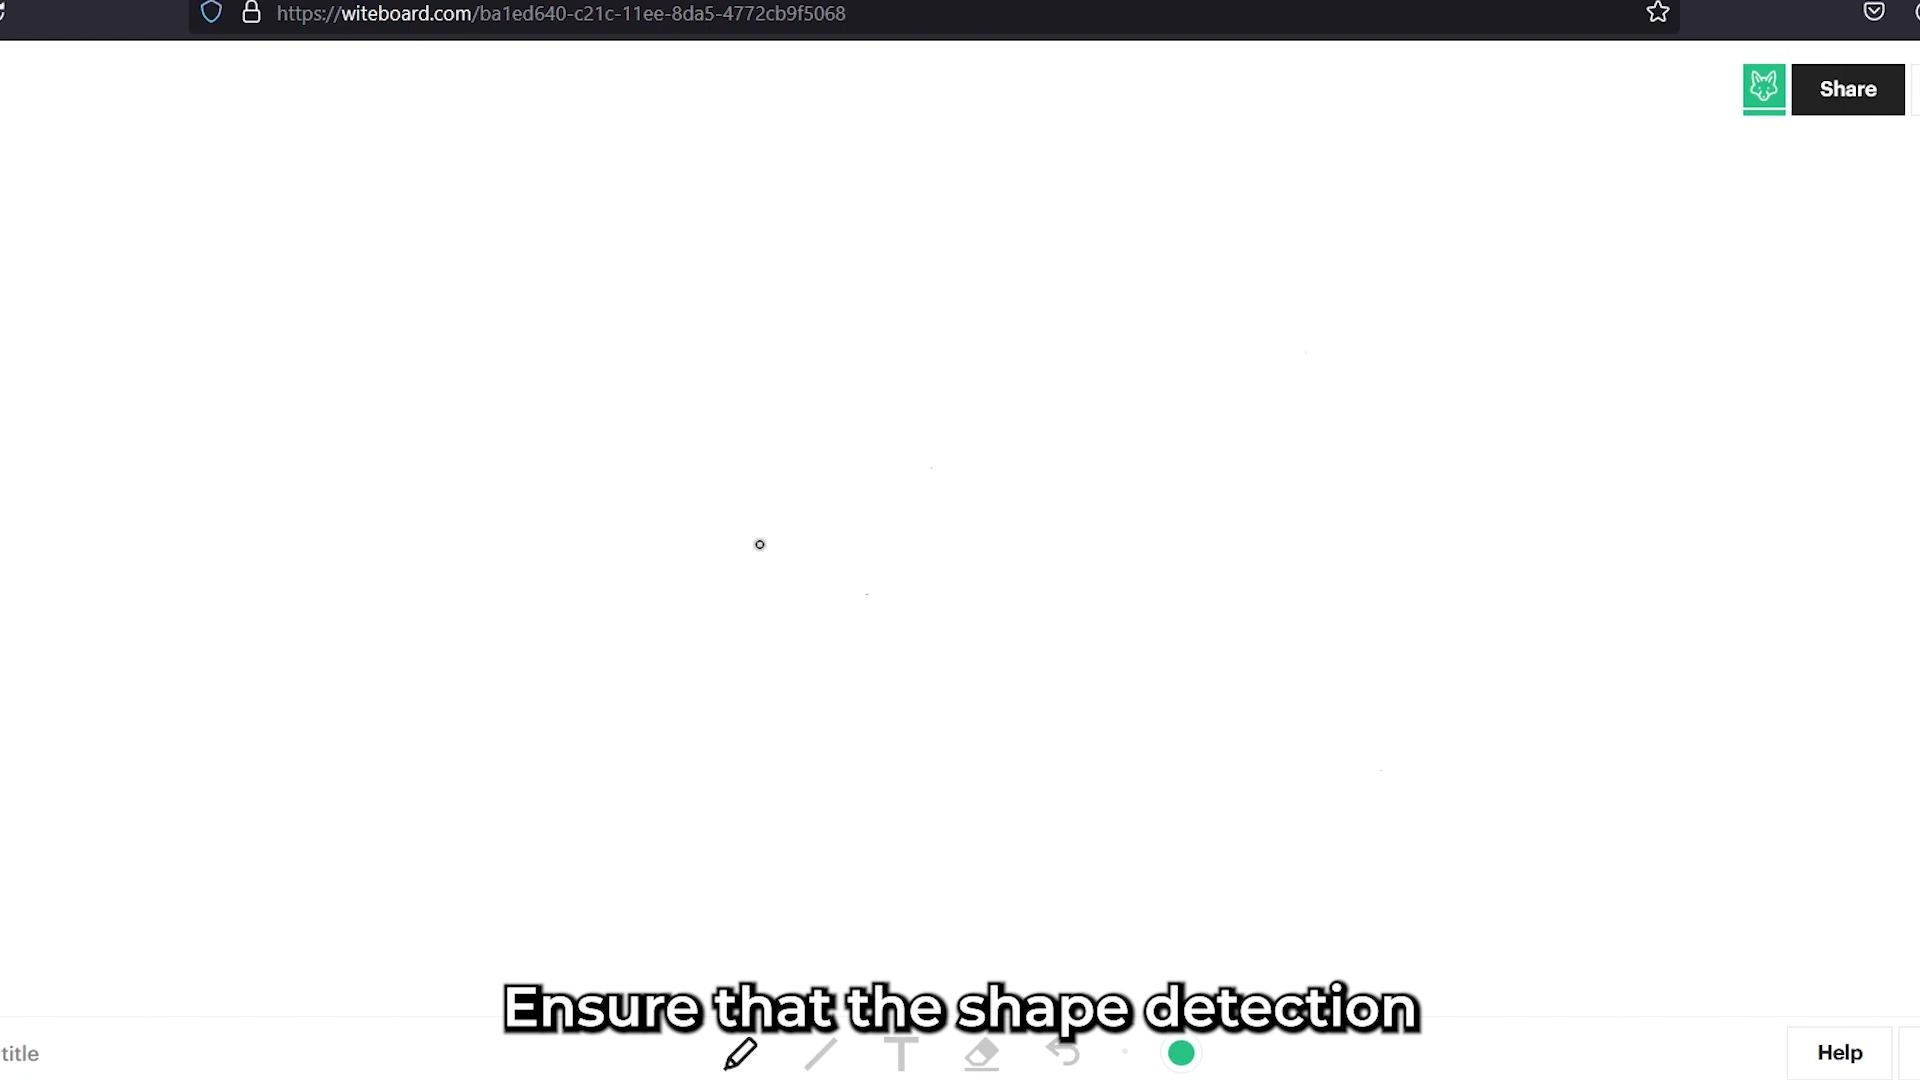 https://witeboard.com/ba1ed640-c21c-11ee-8da5-4772cb9f5068
Share
Ensure that the shape detection
title
T
Help